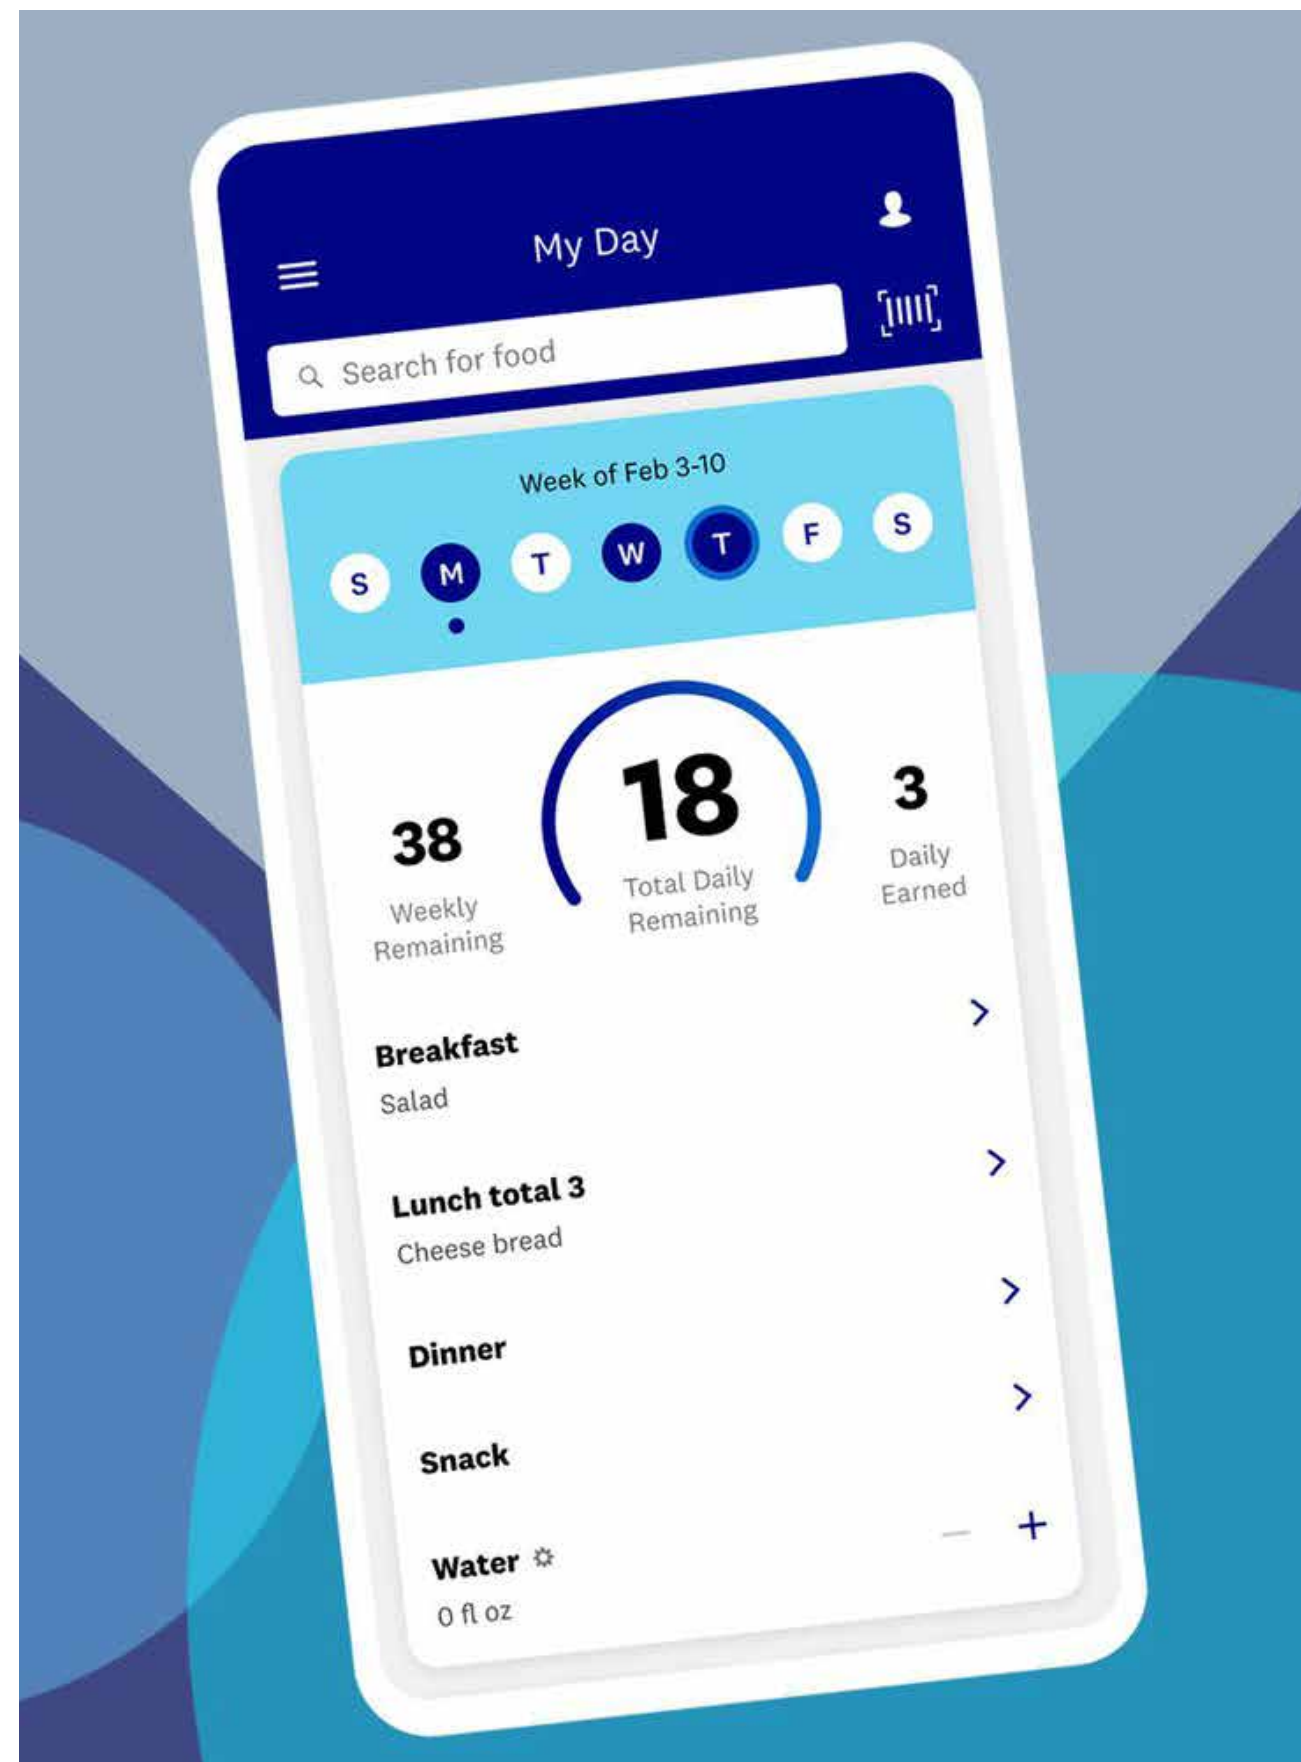 My Day
Search for food
Week of Feb 3-10
S M T W T F S
38
Weekly
Remaining
18
Total Daily
Remaining
3
Daily
Earned
Breakfast
Salad
Lunch total 3
Cheese bread
Dinner
Snack
Water
0 fl oz